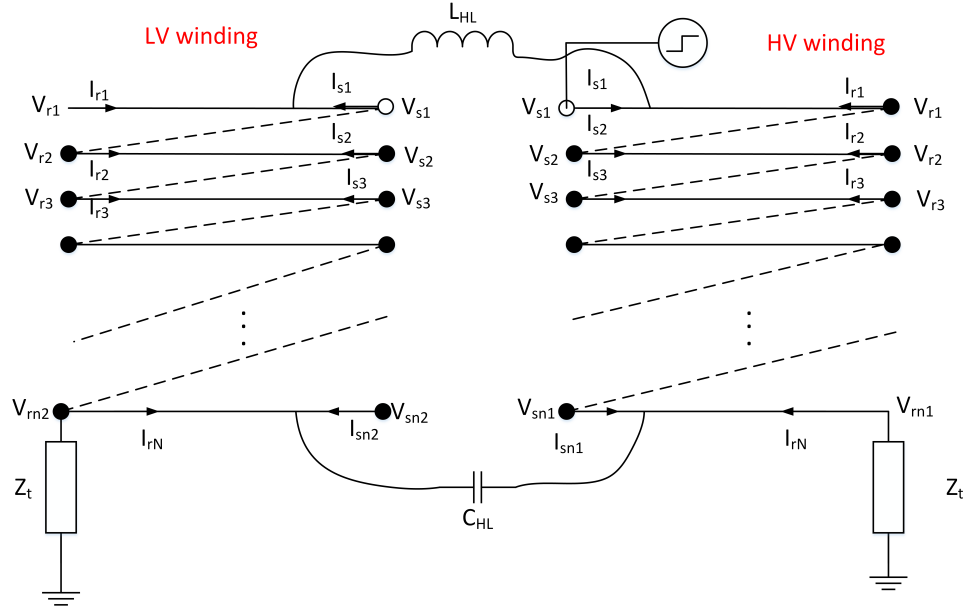 L_HL
LV winding
HV winding
V_r1 I_r1 I_s1 V_s1
V_s1 I_s1 I_r1 V_r1
V_r2 I_r2 I_s2 V_s2
V_s2 I_s2 I_r2 V_r2
V_r3 I_r3 I_s3 V_s3
V_s3 I_s3 I_r3 V_r3
V_rn2 I_rN I_sn2 V_sn2
V_sn1 I_sn1 I_rN V_rn1
Z_t
C_HL
Z_t